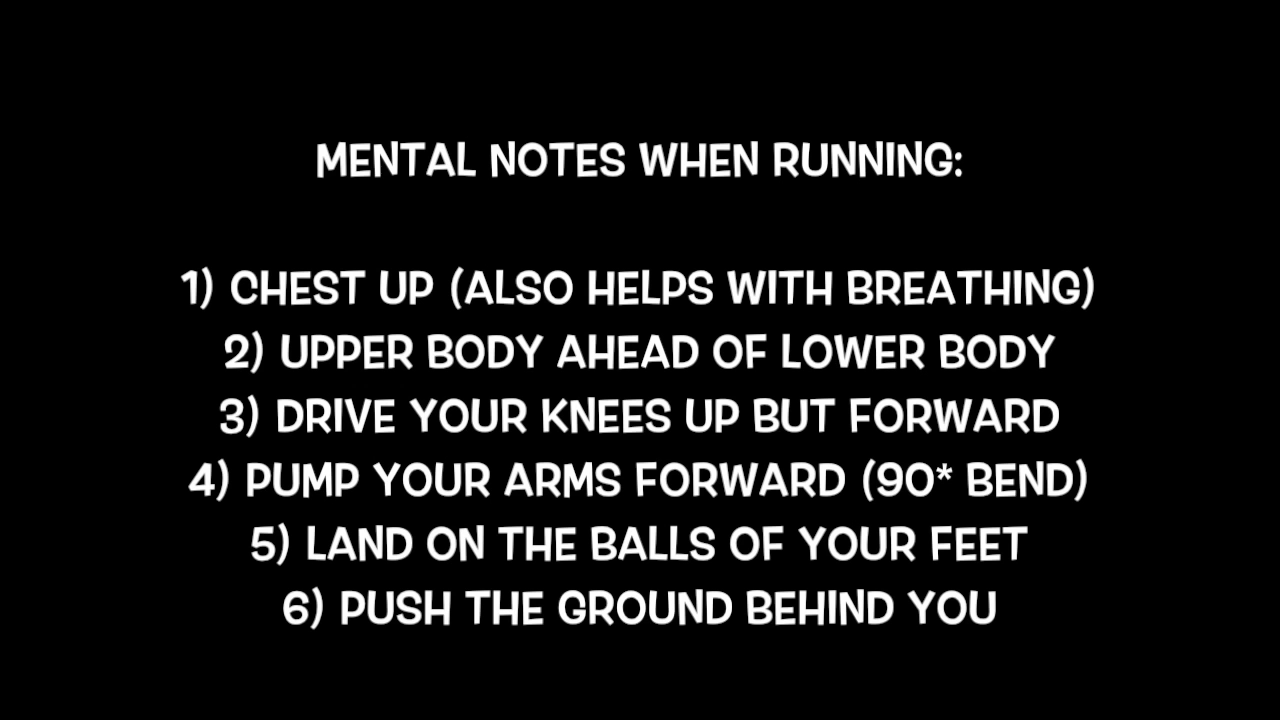 MENTAL NOTES WHEN RUNNING:
1) CHEST UP (ALSO HELPS WITH BREATHING)
2) UPPER BODY AHEAD OF LOWER BODY
3) DRIVE YOUR KNEES UP BUT FORWARD
4) PUMP YOUR ARMS FORWARD (90* BEND)
5) LAND ON THE BALLS OF YOUR FEET
6) PUSH THE GROUND BEHIND YOU